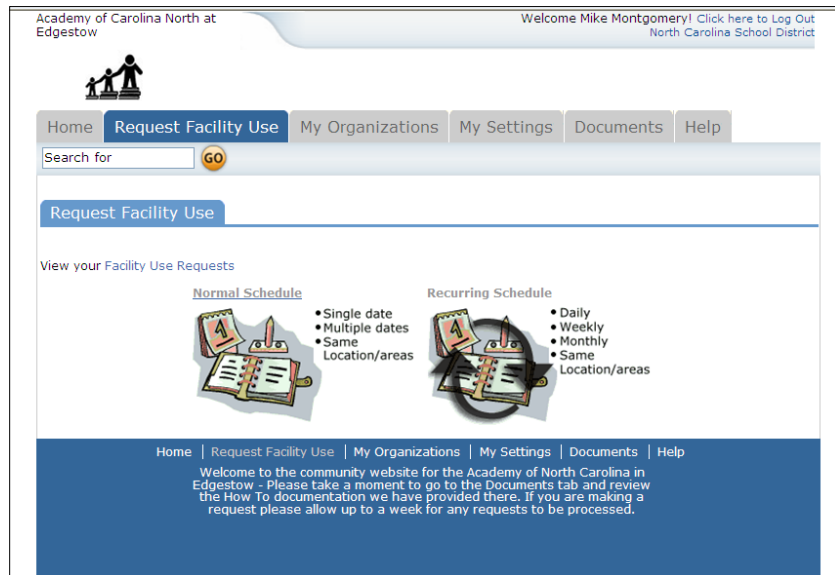 Academy of Carolina North at
Edgestow
Welcome Mike Montgomery! Click here to Log Out
North Carolina School District
Home Request Facility Use My Organizations My Settings Documents Help
Search for GO
Request Facility Use
View your Facility Use Requests
Normal Schedule
•Single date
•Multiple dates
•Same
Location/areas
1
Recurring Schedule
•Daily
•Weekly
•Monthly
•Same
Location/areas
1
Home | Request Facility Use | My Organizations | My Settings | Documents | Help
Welcome to the community website for the Academy of North Carolina in
Edgestow - Please take a moment to go to the Documents tab and review
the How To documentation we have provided there. If you are making a
request please allow up to a week for any requests to be processed.